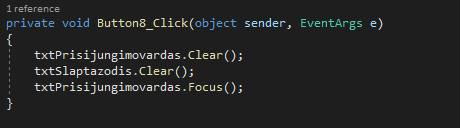 1 reference
private void Button8_Click(object sender, EventArgs e)
{
txtPrisijungimovardas.Clear();
txtSlaptazodis.Clear();
txtPrisijungimovardas.Focus();
}